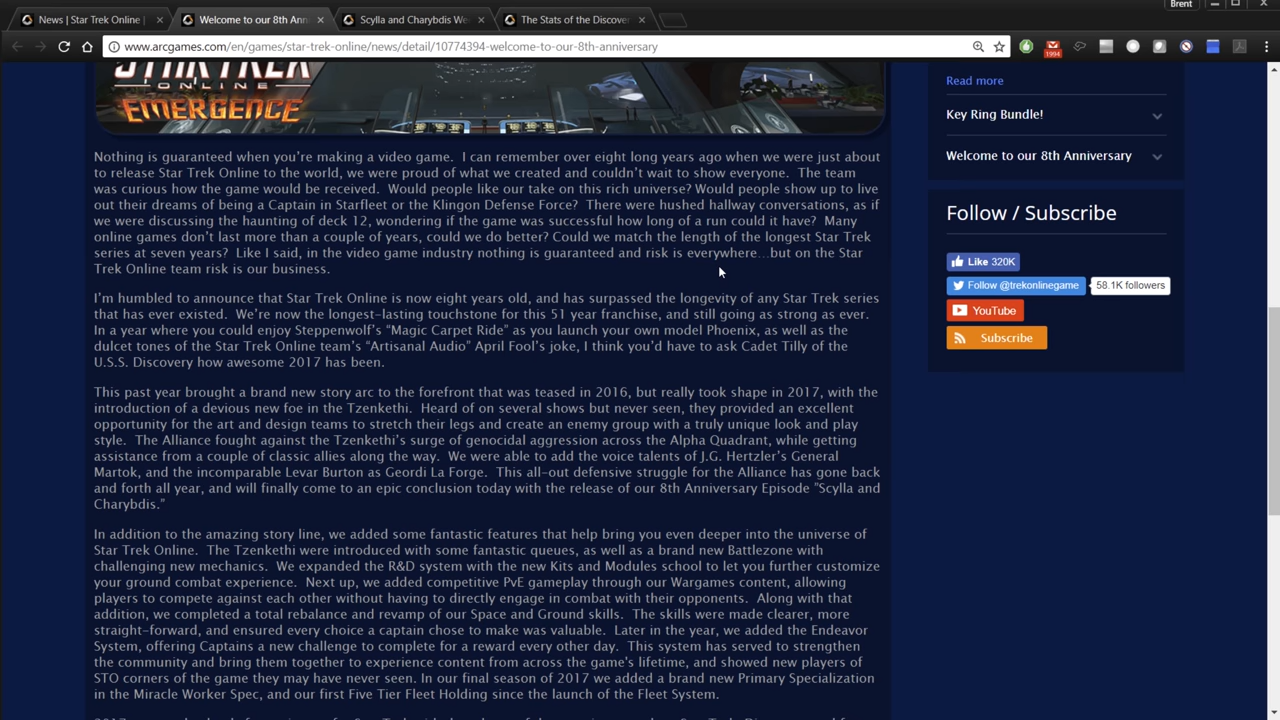 Brent
News | Star Trek Online |
Welcome to our 8th Ann
Scylla and Charybdis We
The Stats of the Discover
www.arcgames.com/en/games/star-trek-online/news/detail/10774394-welcome-to-our-8th-anniversary
1994
STAR TREK
ONLINE
EMERGENCE
Nothing is guaranteed when you're making a video game. I can remember over eight long years ago when we were just about
to release Star Trek Online to the world, we were proud of what we created and couldn't wait to show everyone. The team
was curious how the game would be received. Would people like our take on this rich universe? Would people show up to live
out their dreams of being a Captain in Starfleet or the Klingon Defense Force? There were hushed hallway conversations, as if
we were discussing the haunting of deck 12, wondering if the game was successful how long of a run could it have? Many
online games don't last more than a couple of years, could we do better? Could we match the length of the longest Star Trek
series at seven years? Like I said, in the video game industry nothing is guaranteed and risk is everywhere...but on the Star
Trek Online team risk is our business.
I'm humbled to announce that Star Trek Online is now eight years old, and has surpassed the longevity of any Star Trek series
that has ever existed. We're now the longest-lasting touchstone for this 51 year franchise, and still going as strong as ever.
In a year where you could enjoy Steppenwolf's "Magic Carpet Ride" as you launch your own model Phoenix, as well as the
dulcet tones of the Star Trek Online team's "Artisanal Audio" April Fool's joke, I think you'd have to ask Cadet Tilly of the
U.S.S. Discovery how awesome 2017 has been.
This past year brought a brand new story arc to the forefront that was teased in 2016, but really took shape in 2017, with the
introduction of a devious new foe in the Tzenkethi. Heard of on several shows but never seen, they provided an excellent
opportunity for the art and design teams to stretch their legs and create an enemy group with a truly unique look and play
style. The Alliance fought against the Tzenkethi's surge of genocidal aggression across the Alpha Quadrant, while getting
assistance from a couple of classic allies along the way. We were able to add the voice talents of J.G. Hertzler's General
Martok, and the incomparable Levar Burton as Geordi La Forge. This all-out defensive struggle for the Alliance has gone back
and forth all year, and will finally come to an epic conclusion today with the release of our 8th Anniversary Episode "Scylla and
Charybdis."
In addition to the amazing story line, we added some fantastic features that help bring you even deeper into the universe of
Star Trek Online. The Tzenkethi were introduced with some fantastic queues, as well as a brand new Battlezone with
challenging new mechanics. We expanded the R&D system with the new Kits and Modules school to let you further customize
your ground combat experience. Next up, we added competitive PvE gameplay through our Wargames content, allowing
players to compete against each other without having to directly engage in combat with their opponents. Along with that
addition, we completed a total rebalance and revamp of our Space and Ground skills. The skills were made clearer, more
straight-forward, and ensured every choice a captain chose to make was valuable. Later in the year, we added the Endeavor
System, offering Captains a new challenge to complete for a reward every other day. This system has served to strengthen
the community and bring them together to experience content from across the game's lifetime, and showed new players of
STO corners of the game they may have never seen. In our final season of 2017 we added a brand new Primary Specialization
in the Miracle Worker Spec, and our first Five Tier Fleet Holding since the launch of the Fleet System.
Read more
Key Ring Bundle!
Welcome to our 8th Anniversary
Follow / Subscribe
Like 320K
Follow @trekonlinegame
58.1K followers
YouTube
Subscribe